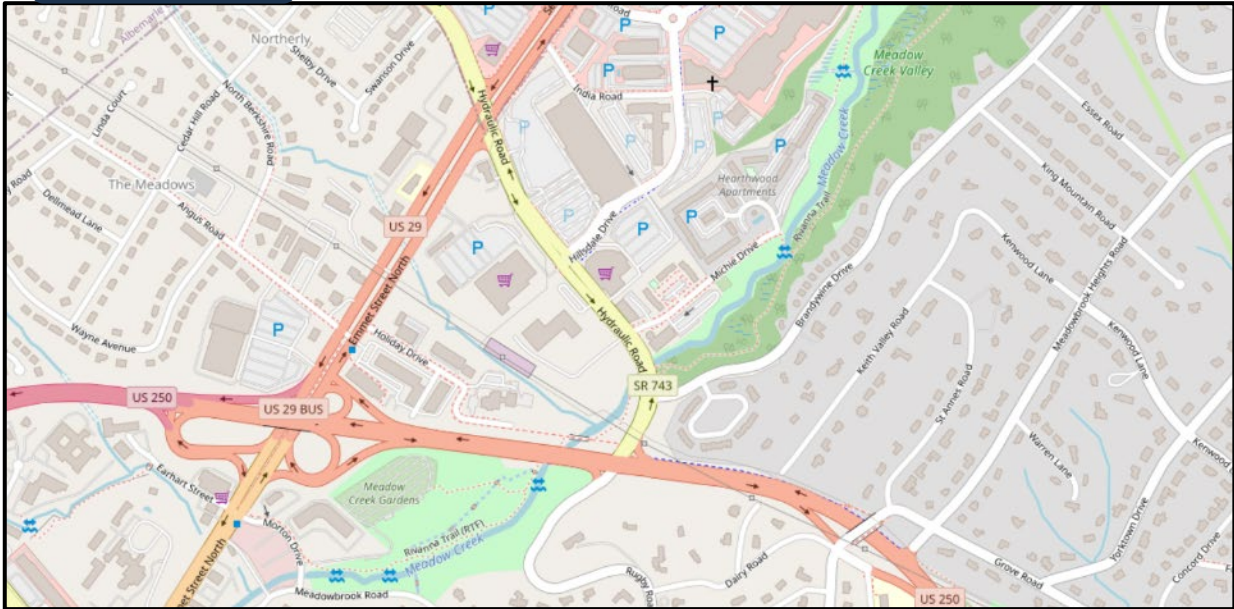 Northerly
Albemarle
Shelby Drive
Swanson Drive
Linda Court
Cedar Hill Road
North Berkshire Road
The Meadows
Dellmead Lane
Angus Road
Wayne Avenue
US 29
Hydraulic Road
India Road
Hillsdale Drive
Hearthwood
Apartments
Michie Drive
Meadow
Creek Valley
Meadow Creek
Rivanna Trail
Brandywine Drive
Essex Road
King Mountain Road
Kenwood Lane
Meadowbrook Heights Road
Kenwood Lane
Keith Valley Road
St Annes Road
Warren Lane
Yorktown Drive
Concord Drive
Emmet Street North
Holiday Drive
Hydraulic Road
SR 743
US 250
US 29 BUS
Earhart Street
Morton Drive
Meadow
Creek Gardens
Rivanna Trail (RTF)
Meadow Creek
Meadowbrook Road
Rugby Roa
Dairy Road
Grove Road
US 250
P
P
P
P
P
P
P
P
P
P
P
P
P